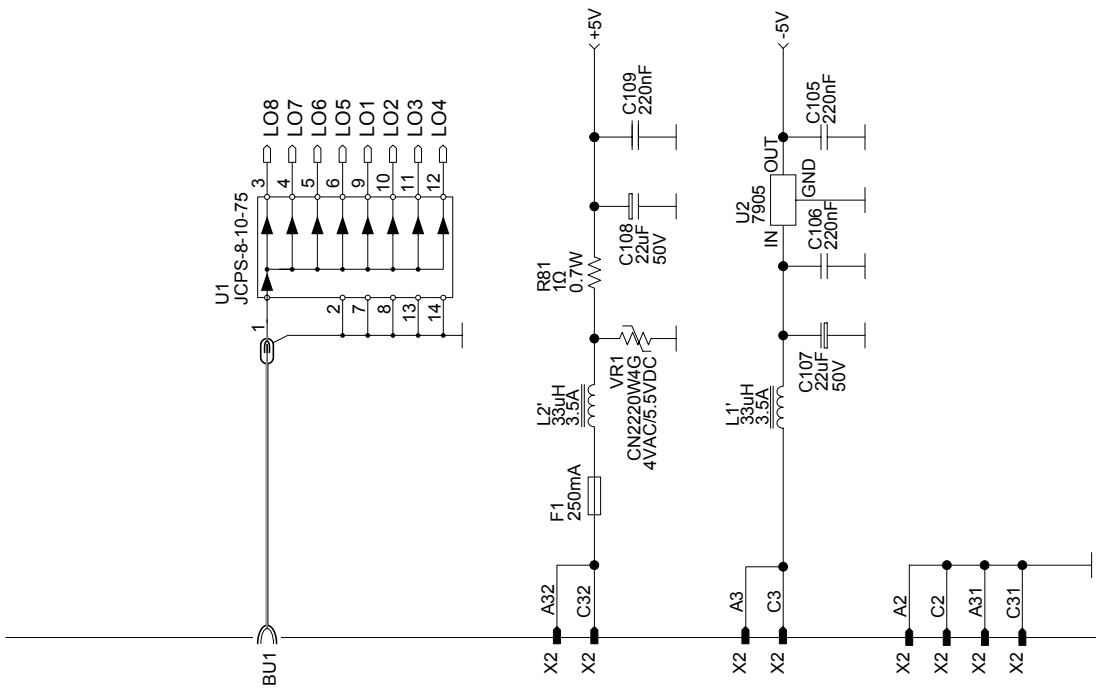 BU1
U1
JCPS-8-10-75
1
2
7
8
13
14
3
4
5
6
9
10
11
12
LO8
LO7
LO6
LO5
LO1
LO2
LO3
LO4
X2
A32
X2
C32
F1
250mA
L2'
33uH
3.5A
VR1
CN2220W4G
4VAC/5.5VDC
R81
1Ω
0.7W
C108
22uF
50V
C109
220nF
+5V
X2
A3
X2
C3
L1'
33uH
3.5A
C107
22uF
50V
C106
220nF
U2
7905
IN
OUT
GND
C105
220nF
-5V
X2
A2
X2
C2
X2
A31
X2
C31